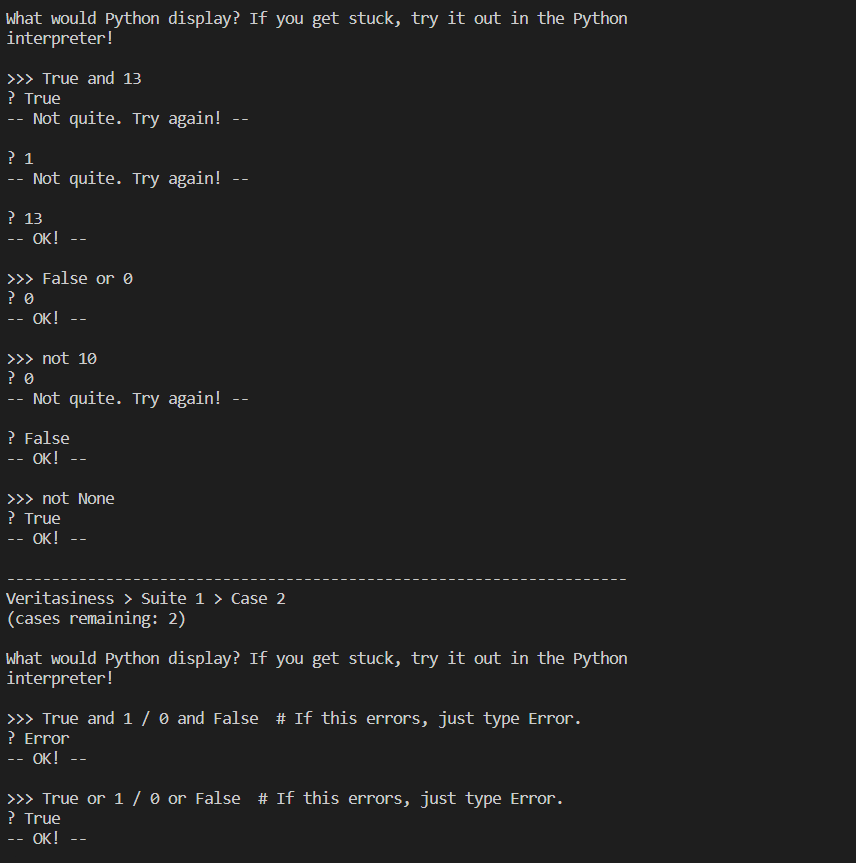 What would Python display? If you get stuck, try it out in the Python
interpreter!
>>> True and 13
? True
-- Not quite. Try again! --
? 1
-- Not quite. Try again! --
? 13
-- OK! --
>>> False or 0
? 0
-- OK! --
>>> not 10
? 0
-- Not quite. Try again! --
? False
-- OK! --
>>> not None
? True
-- OK! --
---------------------------------------------------------------------
Veritasiness > Suite 1 > Case 2
(cases remaining: 2)
What would Python display? If you get stuck, try it out in the Python
interpreter!
>>> True and 1 / 0 and False  # If this errors, just type Error.
? Error
-- OK! --
>>> True or 1 / 0 or False  # If this errors, just type Error.
? True
-- OK! --